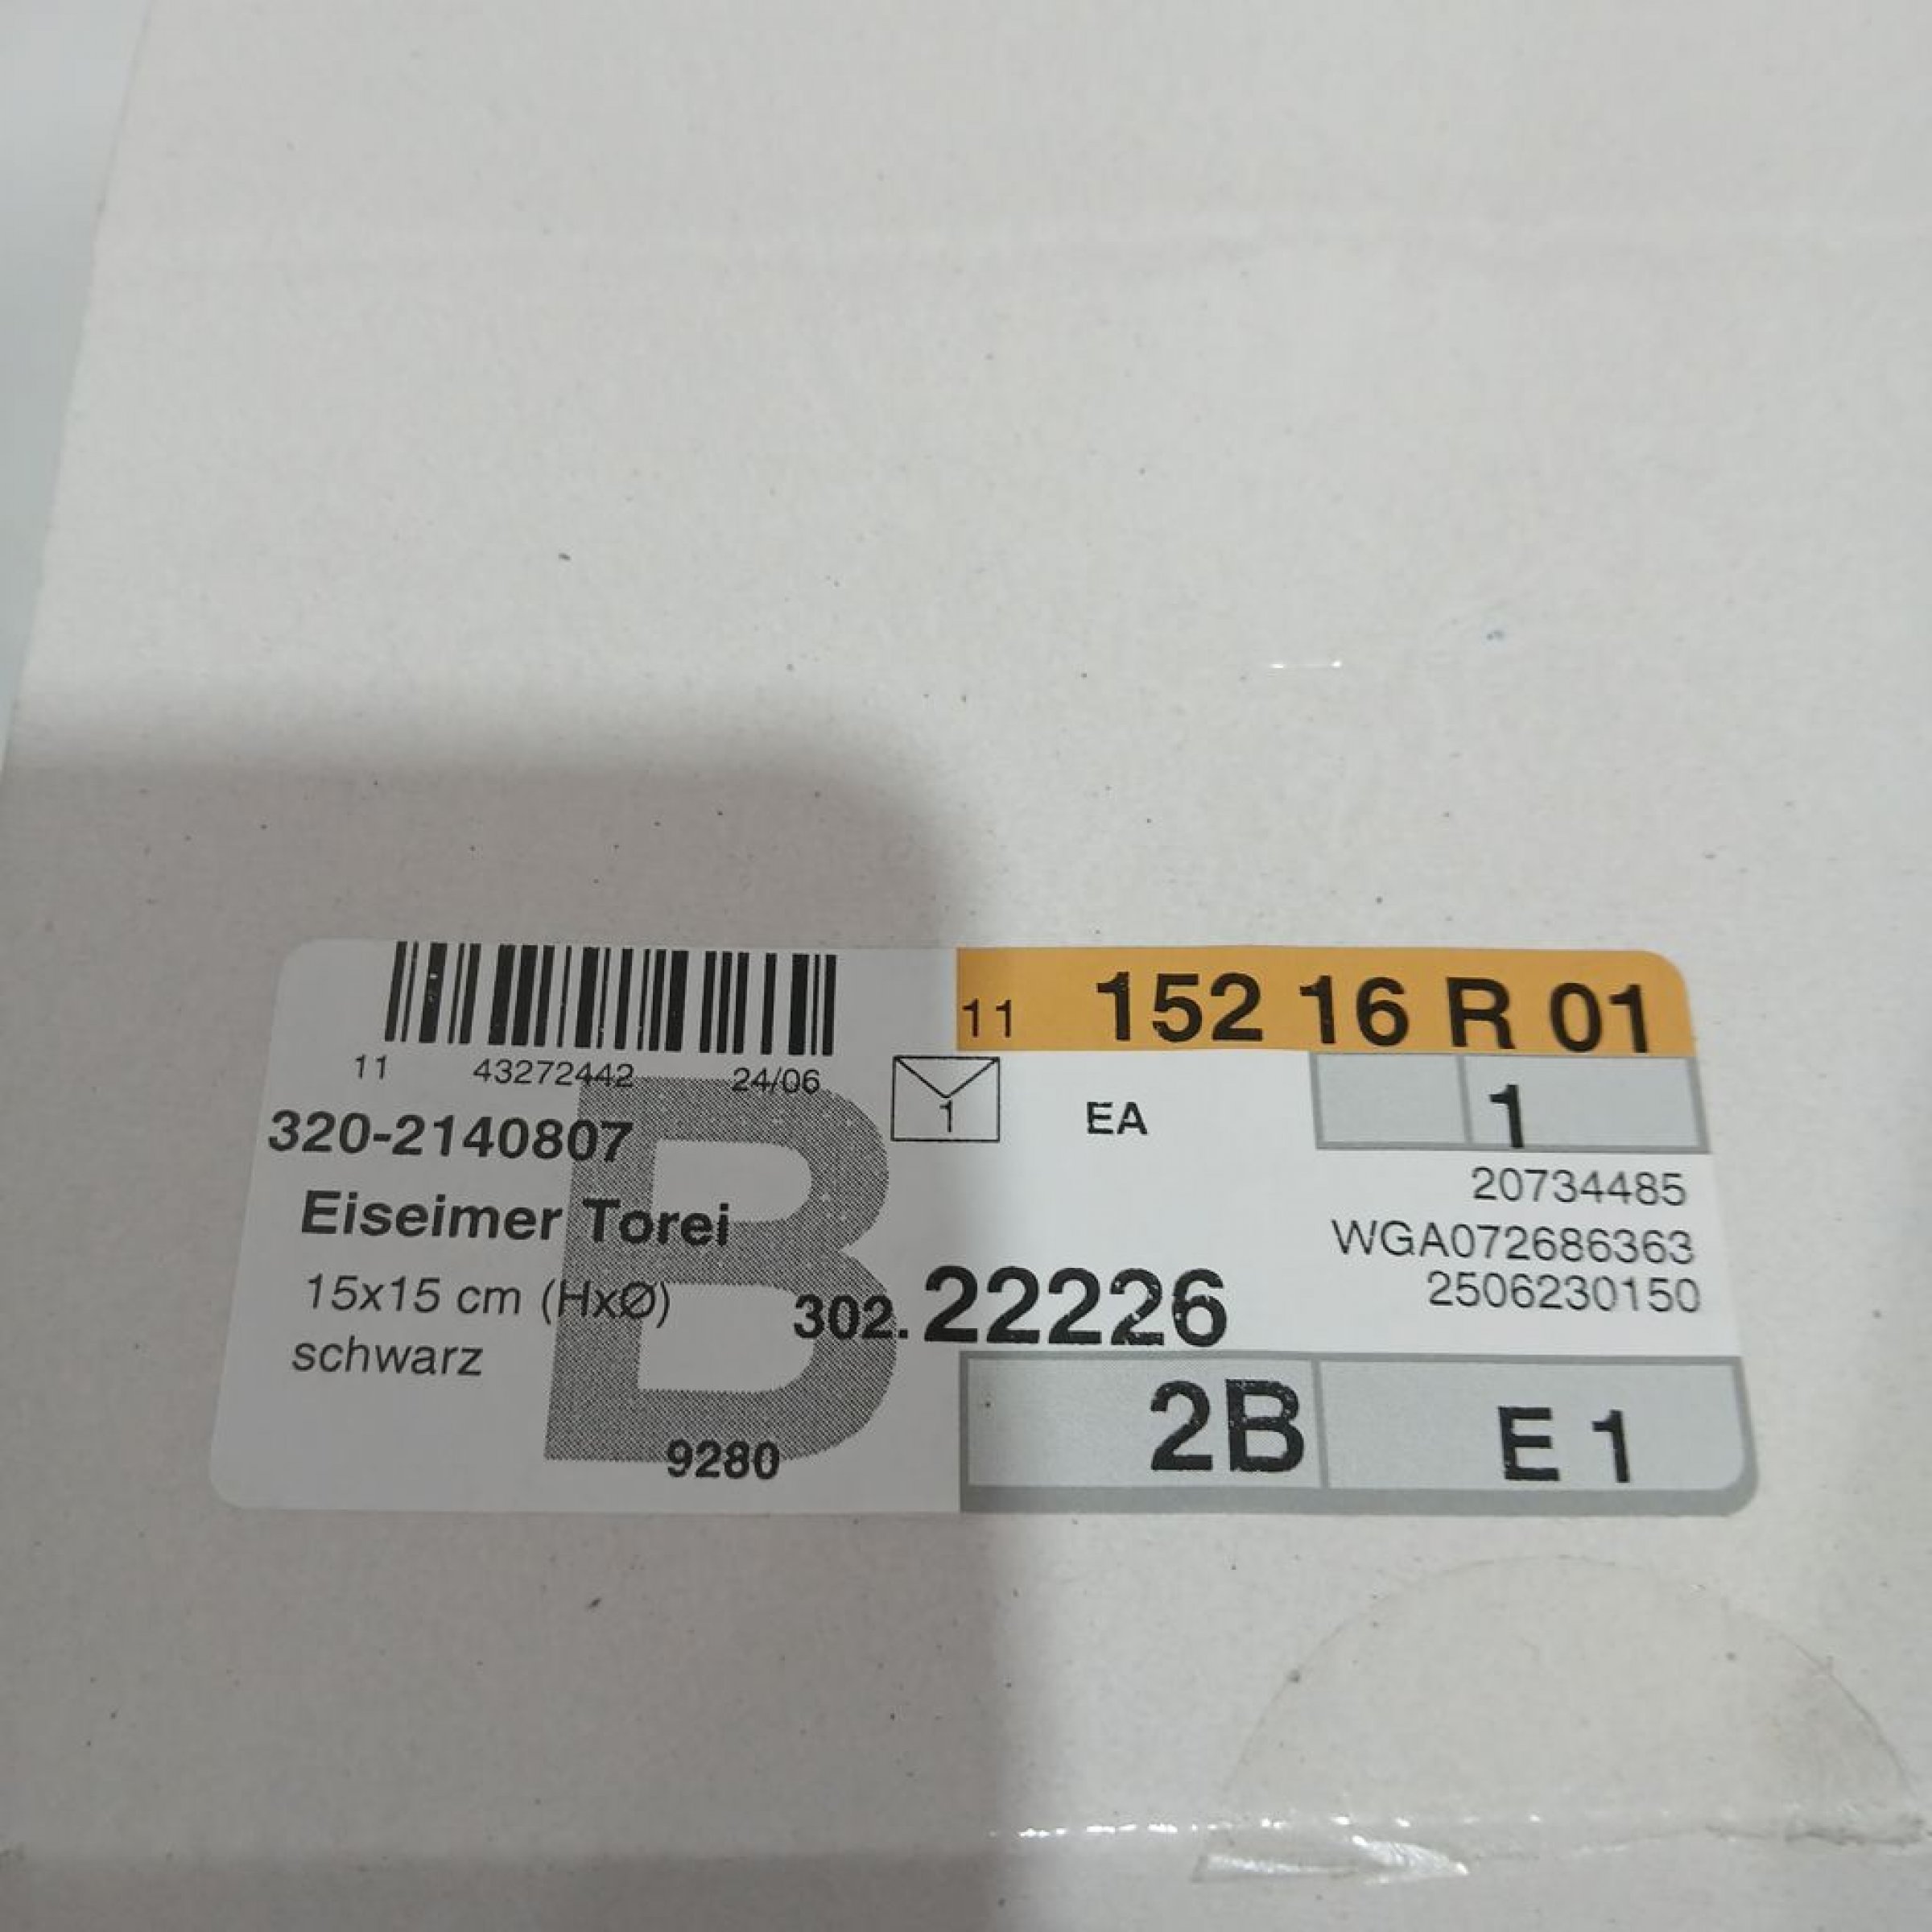 11 43272442 24/06
320-2140807
Eiseimer Torei
15x15 cm (HxØ)
schwarz
B
9280
11 152 16 R 01
1 EA 1
20734485
WGA072686363
2506230150
302.22226
2B E 1